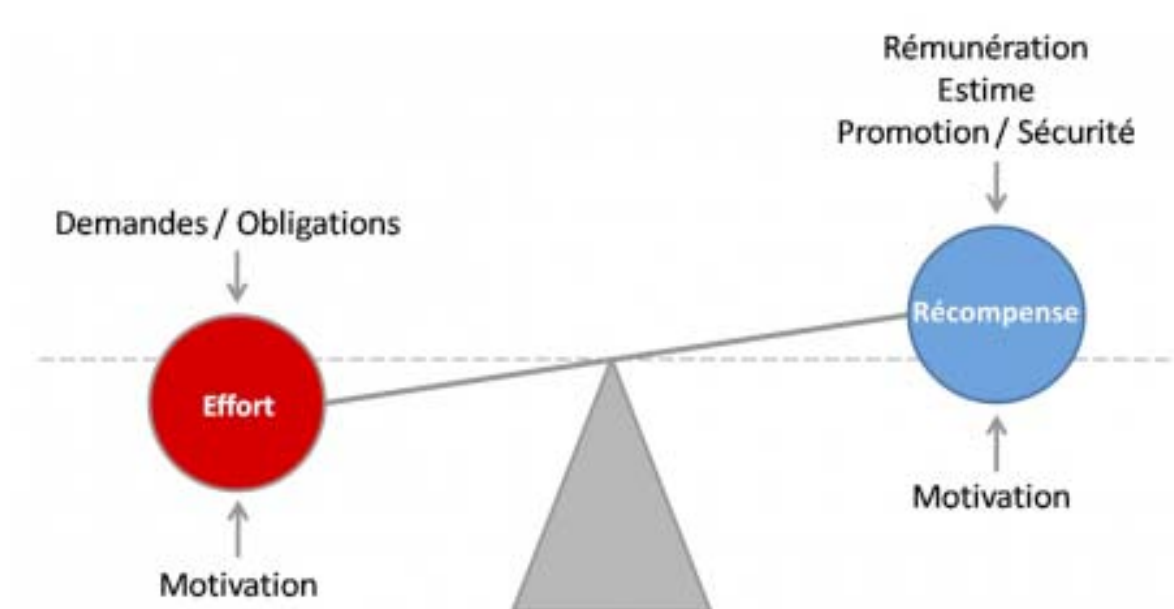 Rémunération
Estime
Promotion / Sécurité
Demandes / Obligations
Récompense
Effort
Motivation
Motivation